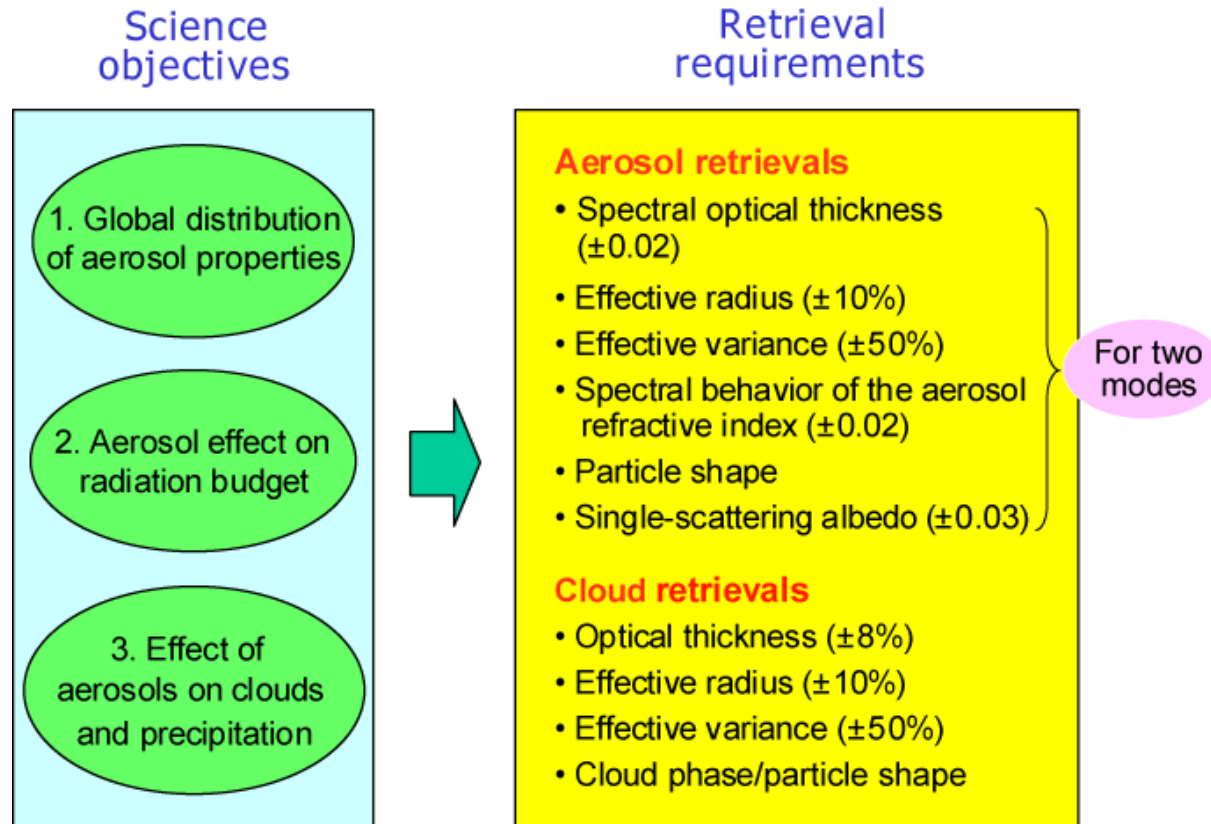 Science
objectives
1. Global distribution
of aerosol properties
2. Aerosol effect on
radiation budget
3. Effect of
aerosols on clouds
and precipitation
Retrieval
requirements
Aerosol retrievals
• Spectral optical thickness
(±0.02)
• Effective radius (±10%)
• Effective variance (±50%)
• Spectral behavior of the aerosol
refractive index (±0.02)
• Particle shape
• Single-scattering albedo (±0.03)
For two
modes
Cloud retrievals
• Optical thickness (±8%)
• Effective radius (±10%)
• Effective variance (±50%)
• Cloud phase/particle shape